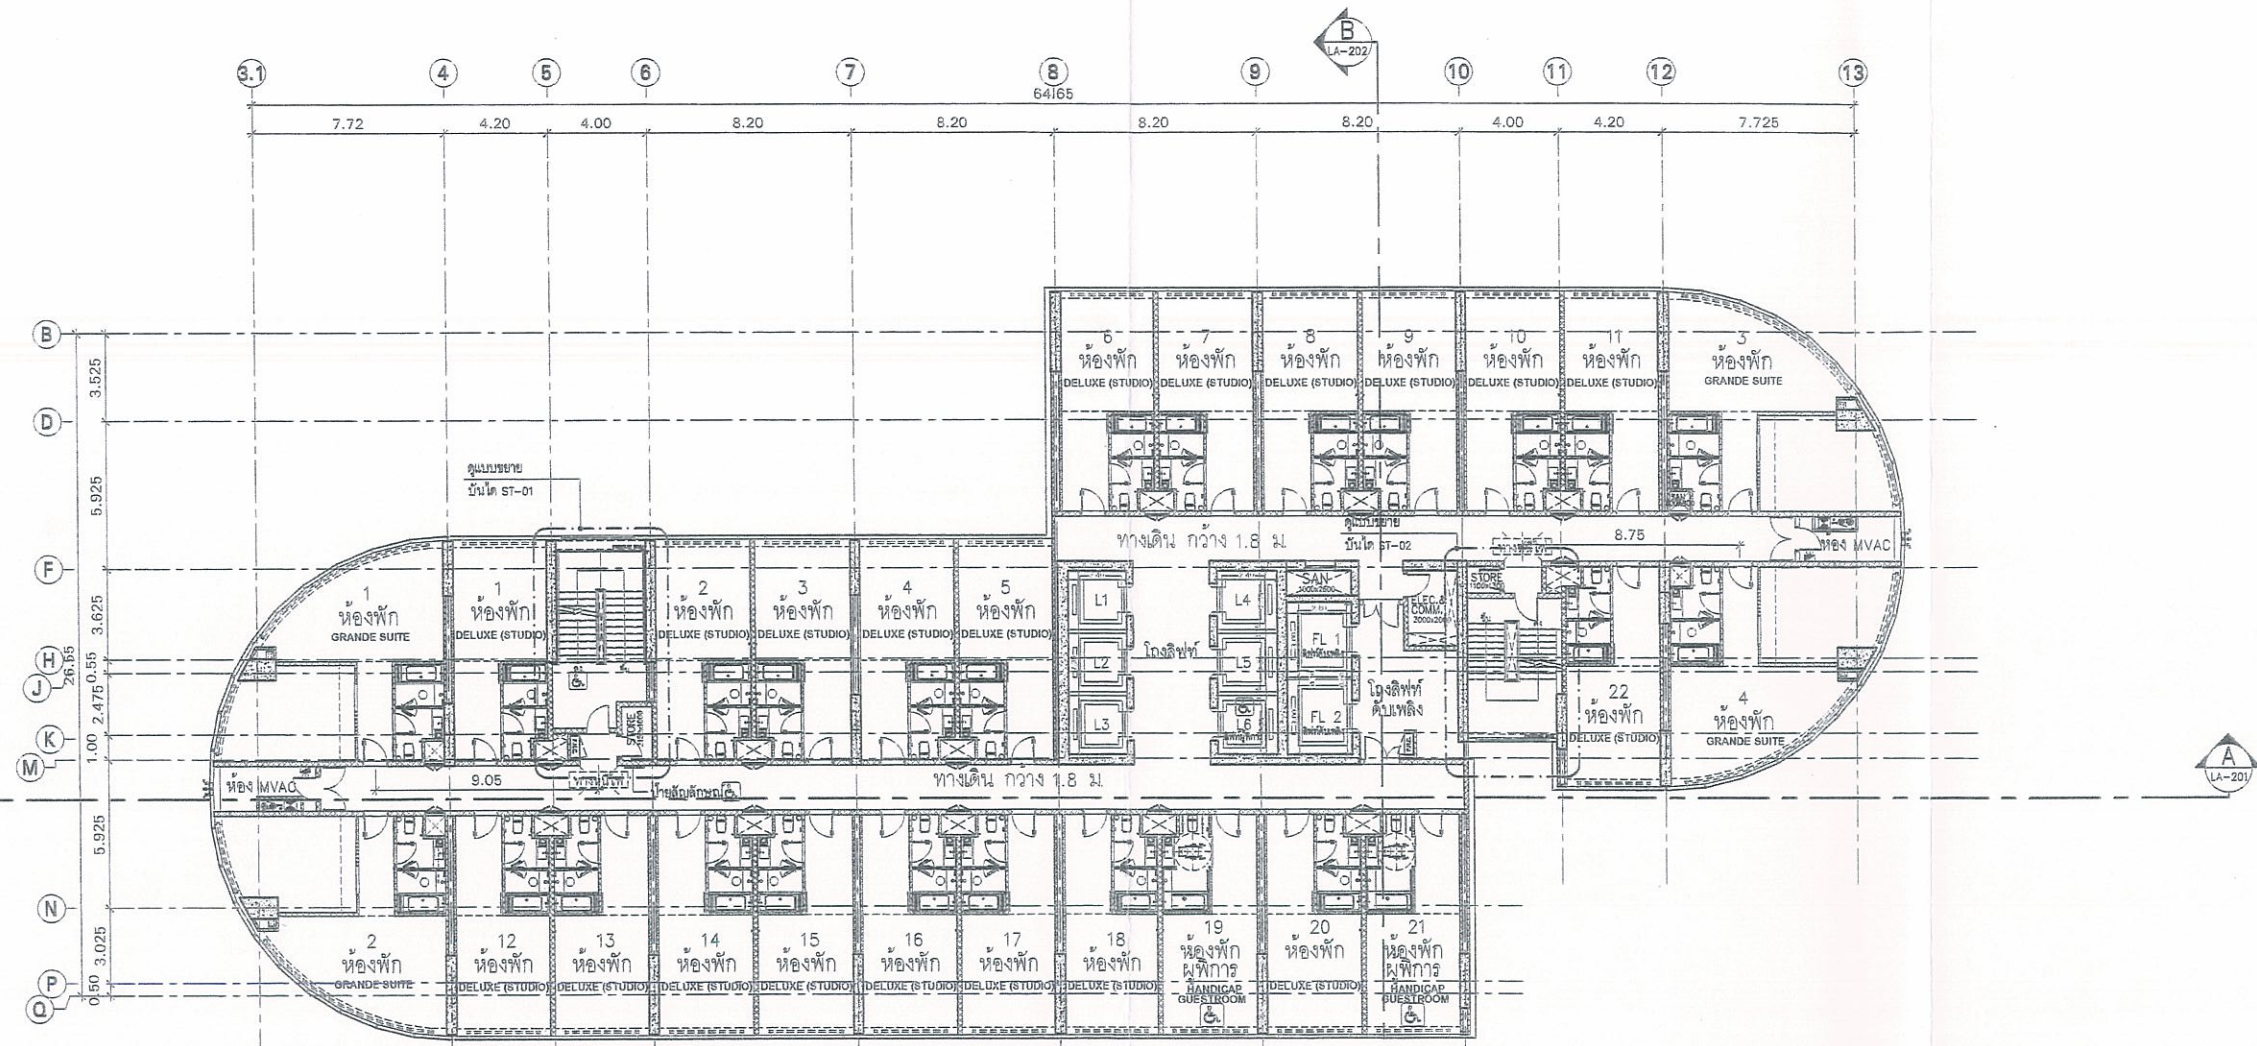 B
LA-202
3.1
4
5
6
7
8
9
10
11
12
13
64.65
7.72
4.20
4.00
8.20
8.20
8.20
8.20
4.00
4.20
7.725
B
D
F
H
J
K
M
N
P
Q
3.525
5.925
3.625
0.55
2.475
1.00
5.925
3.025
0.50
26.55
6
ห้องพัก
DELUXE (STUDIO)
7
ห้องพัก
DELUXE (STUDIO)
8
ห้องพัก
DELUXE (STUDIO)
9
ห้องพัก
DELUXE (STUDIO)
10
ห้องพัก
DELUXE (STUDIO)
11
ห้องพัก
DELUXE (STUDIO)
3
ห้องพัก
GRANDE SUITE
ดูแบบขยาย
บันได ST-01
ทางเดิน กว้าง 1.8 ม.
ดูแบบขยาย
บันได ST-02
ทางหนีไฟ
8.75
ห้อง MVAC
1
ห้องพัก
GRANDE SUITE
1
ห้องพัก
DELUXE (STUDIO)
2
ห้องพัก
DELUXE (STUDIO)
3
ห้องพัก
DELUXE (STUDIO)
4
ห้องพัก
DELUXE (STUDIO)
5
ห้องพัก
DELUXE (STUDIO)
L1
L2
L3
โถงลิฟท์
L4
L5
L6
SAN
FL 1
FL 2
ELEC.&
COMM.
โถงลิฟท์
ดับเพลิง
STORE
22
ห้องพัก
DELUXE (STUDIO)
4
ห้องพัก
GRANDE SUITE
STORE
ห้อง MVAC
9.05
ทางหนีไฟ
ป้ายสัญลักษณ์
ทางเดิน กว้าง 1.8 ม.
A
LA-201
2
ห้องพัก
GRANDE SUITE
12
ห้องพัก
DELUXE (STUDIO)
13
ห้องพัก
DELUXE (STUDIO)
14
ห้องพัก
DELUXE (STUDIO)
15
ห้องพัก
DELUXE (STUDIO)
16
ห้องพัก
DELUXE (STUDIO)
17
ห้องพัก
DELUXE (STUDIO)
18
ห้องพัก
DELUXE (STUDIO)
19
ห้องพัก
ผู้พิการ
HANDICAP
GUESTROOM
20
ห้องพัก
DELUXE (STUDIO)
21
ห้องพัก
ผู้พิการ
HANDICAP
GUESTROOM